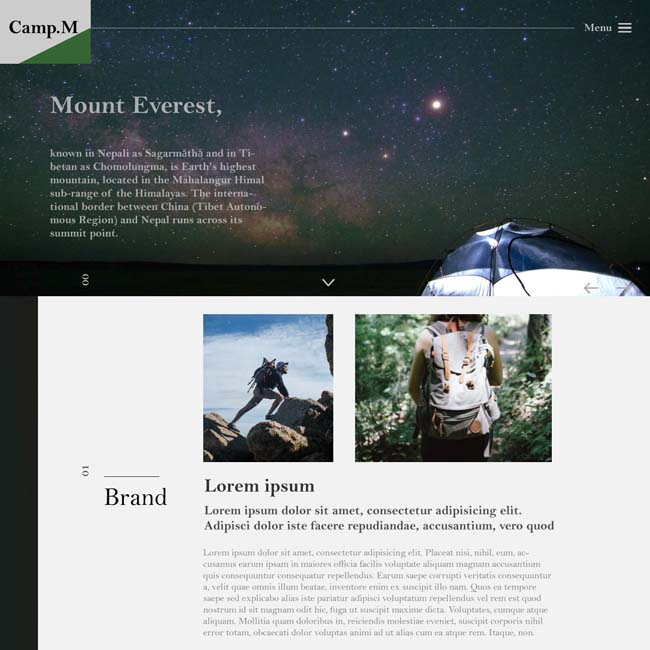 Camp.M
Menu
Mount Everest,
known in Nepali as Sagarmāthā and in Ti-
betan as Chomolungma, is Earth's highest
mountain, located in the Mahalangur Himal
sub-range of the Himalayas. The interna-
tional border between China (Tibet Autono-
mous Region) and Nepal runs across its
summit point.
00
01
Brand
Lorem ipsum
Lorem ipsum dolor sit amet, consectetur adipisicing elit.
Adipisci dolor iste facere repudiandae, accusantium, vero quod
Lorem ipsum dolor sit amet, consectetur adipisicing elit. Placeat nisi, nihil, eum, ac-
cusamus earum ipsam in maiores officia facilis voluptate aliquam magnam accusantium
quis consequuntur consequatur repellendus. Earum saepe corrupti veritatis consequuntur
a, velit quae omnis illum beatae, inventore enim ex suscipit illo nam. Quos ea tempore
saepe sed explicabo alias iste pariatur adipisci voluptatum repellendus vel rem est quod
nostrum id sit magnam odit hic, fuga ut suscipit maxime dicta. Voluptates, cumque atque
aliquam. Mollitia quam doloribus in, reiciendis molestiae eveniet, suscipit corporis nihil
error totam, obcaecati dolor voluptas animi ad ut alias cum ea atque rem. Itaque, non.